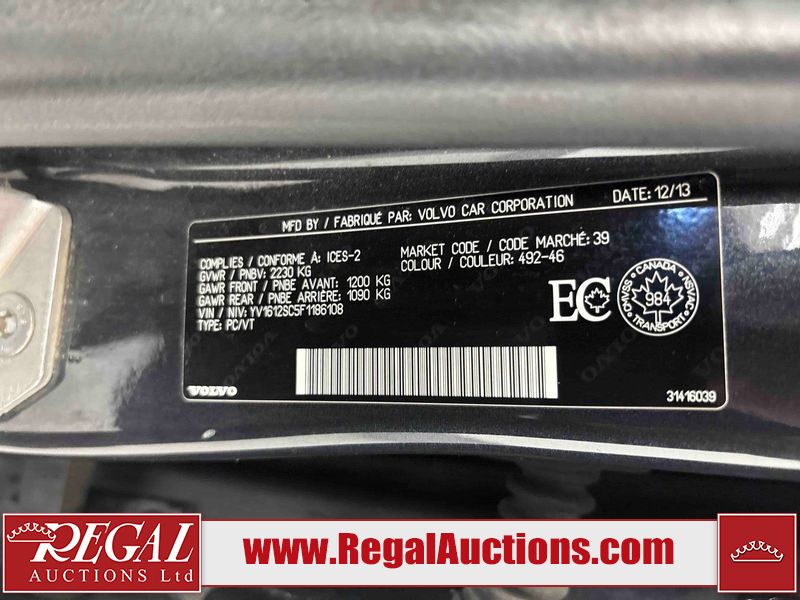 MFD BY / FABRIQUÉ PAR: VOLVO CAR CORPORATION
DATE: 12/13
COMPLIES / CONFORME À: ICES-2
GVWR / PNBV: 2230 KG
GAWR FRONT / PNBE AVANT: 1200 KG
GAWR REAR / PNBE ARRIÈRE: 1090 KG
VIN / NIV: YV1612SC5F1186108
TYPE: PC/VT
MARKET CODE / CODE MARCHÉ: 39
COLOUR / COULEUR: 492-46
EC
CANADA
CMVSS
NSVAC
984
TRANSPORT
VOLVO
31416039
REGAL
AUCTIONS Ltd
www.RegalAuctions.com